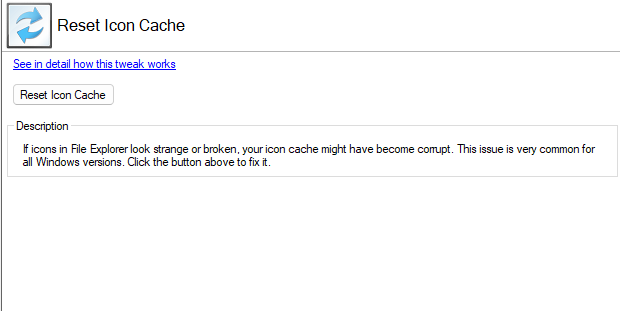 Reset Icon Cache
See in detail how this tweak works
Reset Icon Cache
Description
If icons in File Explorer look strange or broken, your icon cache might have become corrupt. This issue is very common for
all Windows versions. Click the button above to fix it.